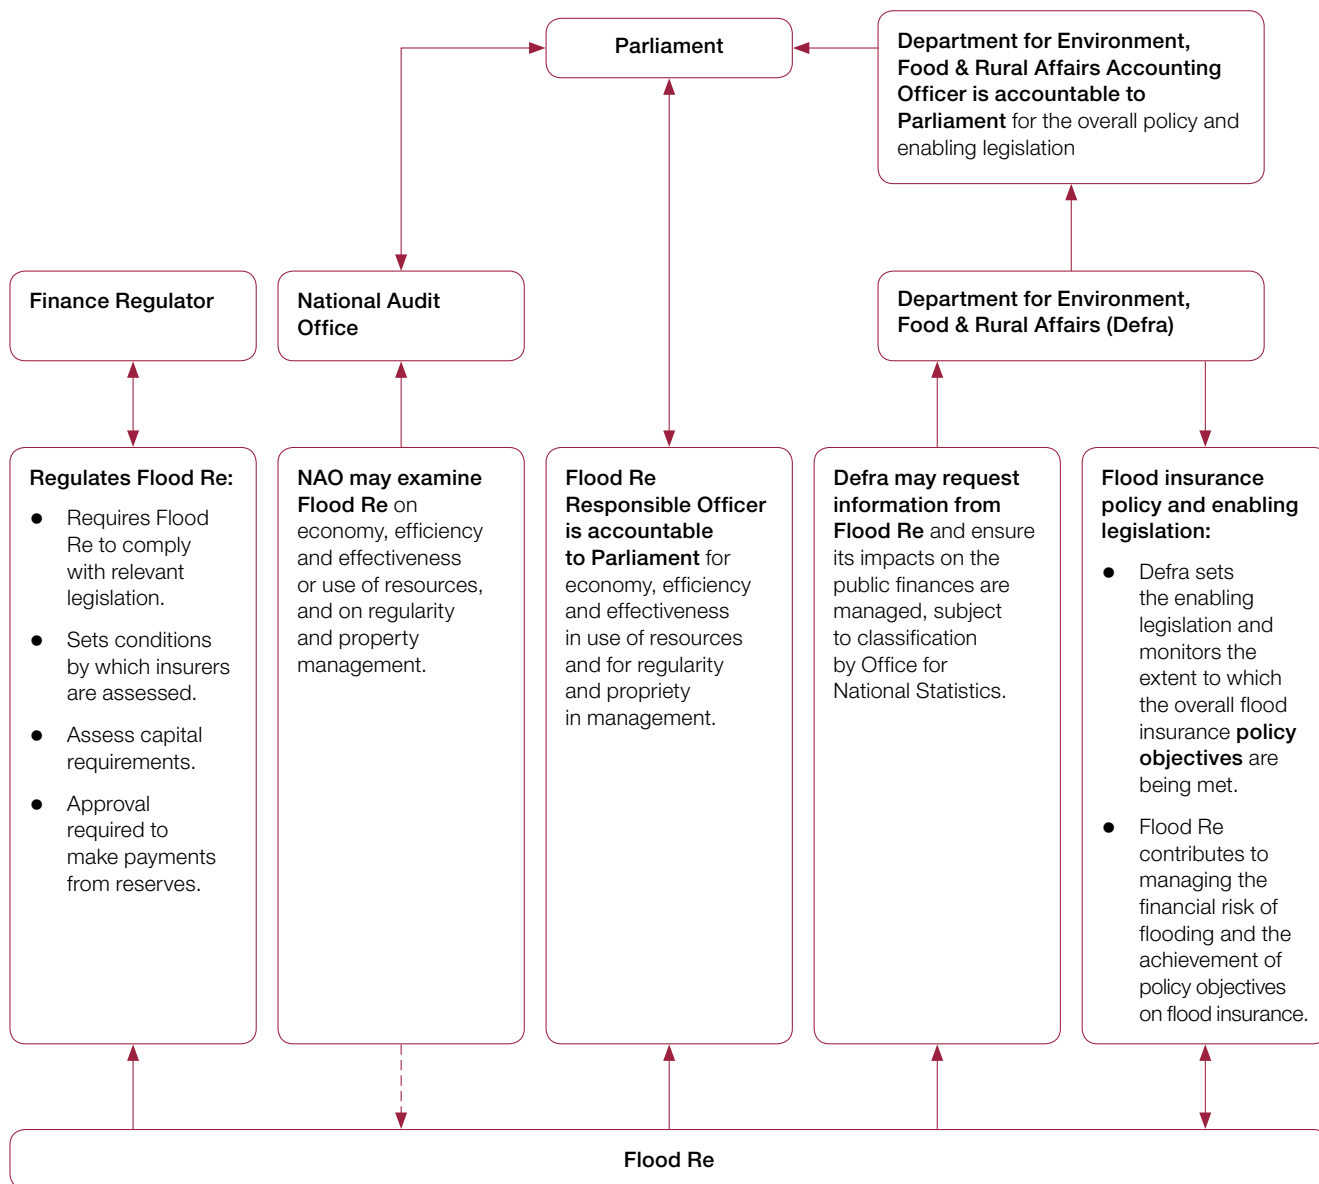 Parliament
Department for Environment,
Food & Rural Affairs Accounting
Officer is accountable to
Parliament for the overall policy and
enabling legislation
Finance Regulator
National Audit
Office
Department for Environment,
Food & Rural Affairs (Defra)
Regulates Flood Re:
● Requires Flood
Re to comply
with relevant
legislation.
● Sets conditions
by which insurers
are assessed.
● Assess capital
requirements.
● Approval
required to
make payments
from reserves.
NAO may examine
Flood Re on
economy, efficiency
and effectiveness
or use of resources,
and on regularity
and property
management.
Flood Re
Responsible Officer
is accountable
to Parliament for
economy, efficiency
and effectiveness
in use of resources
and for regularity
and propriety
in management.
Defra may request
information from
Flood Re and ensure
its impacts on the
public finances are
managed, subject
to classification
by Office for
National Statistics.
Flood insurance
policy and enabling
legislation:
● Defra sets
the enabling
legislation and
monitors the
extent to which
the overall flood
insurance policy
objectives are
being met.
● Flood Re
contributes to
managing the
financial risk of
flooding and the
achievement of
policy objectives
on flood insurance.
Flood Re